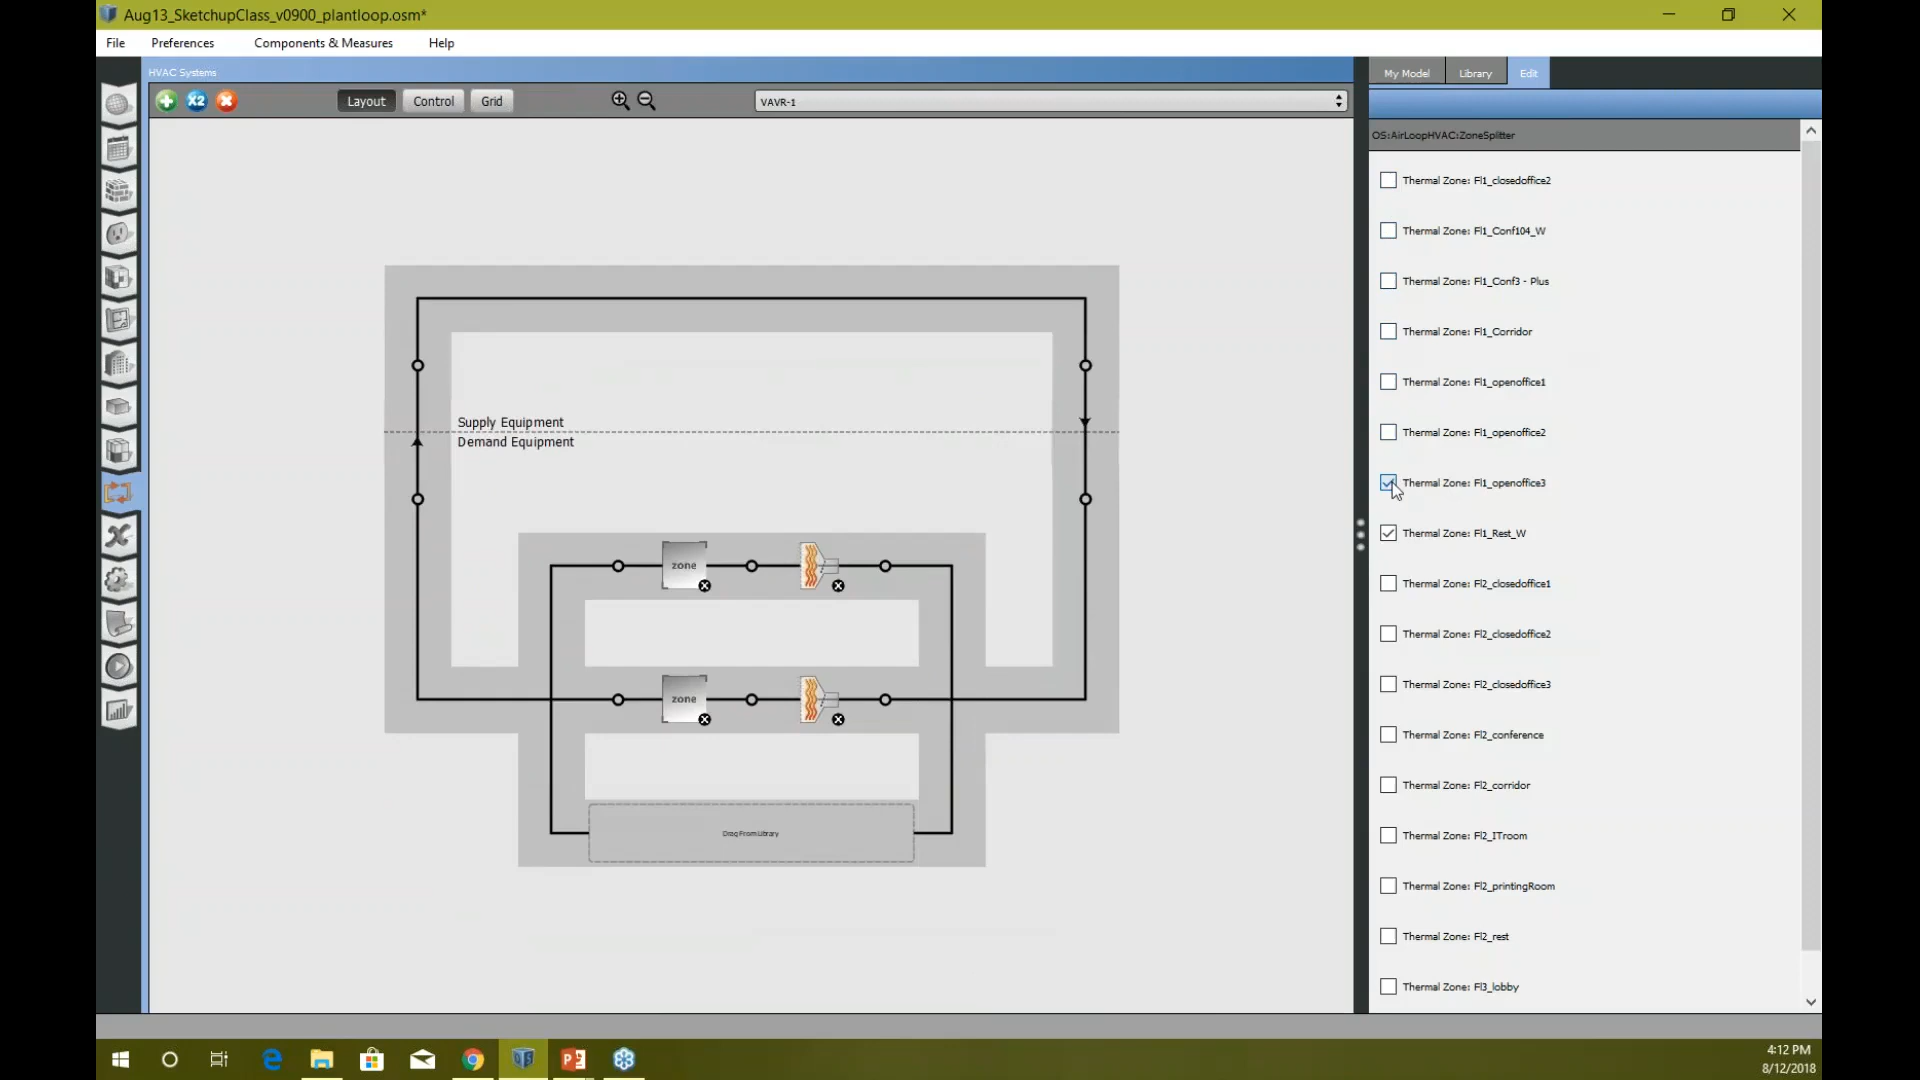 Aug13_SketchupClass_v0900_plantloop.osm*
File Preferences Components & Measures Help
HVAC Systems
My Model Library Edit
X2 Layout Control Grid VAVR-1
OS:AirLoopHVAC:ZoneSplitter
Thermal Zone: Fl1_closedoffice2
Thermal Zone: Fl1_Conf104_W
Thermal Zone: Fl1_Conf3 - Plus
Thermal Zone: Fl1_Corridor
Thermal Zone: Fl1_openoffice1
Supply Equipment
Demand Equipment
Thermal Zone: Fl1_openoffice2
Thermal Zone: Fl1_openoffice3
Thermal Zone: Fl1_Rest_W
zone
Thermal Zone: Fl2_closedoffice1
Thermal Zone: Fl2_closedoffice2
Thermal Zone: Fl2_closedoffice3
zone
Thermal Zone: Fl2_conference
Thermal Zone: Fl2_corridor
Drag From Library
Thermal Zone: Fl2_ITroom
Thermal Zone: Fl2_printingRoom
Thermal Zone: Fl2_rest
Thermal Zone: Fl3_lobby
4:12 PM
8/12/2018